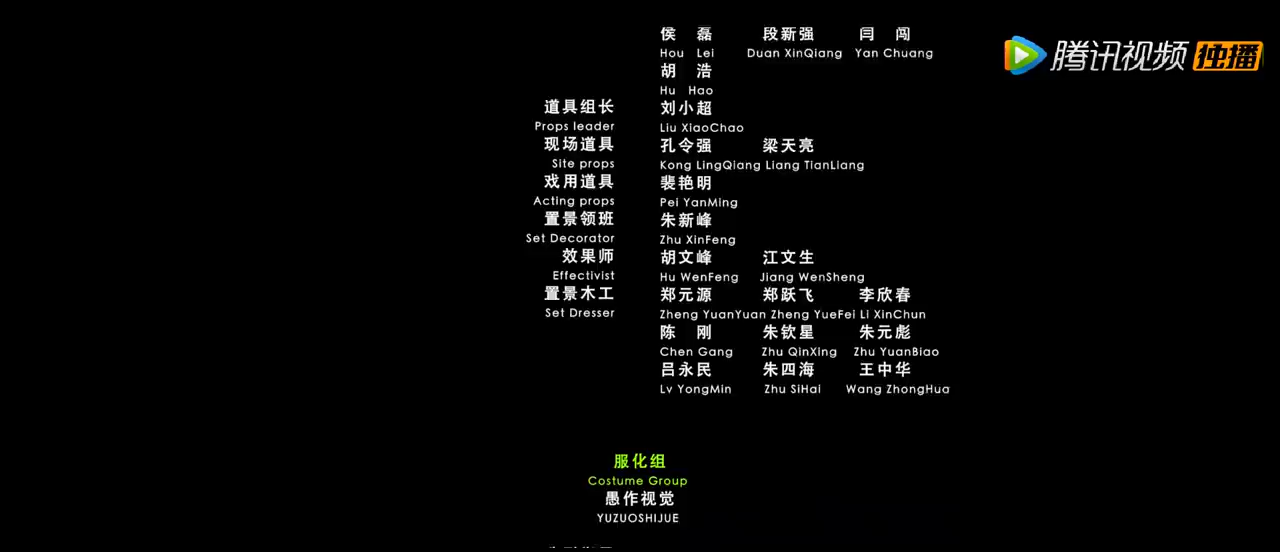 侯 磊 段新强 闫 闯
Hou Lei Duan XinQiang Yan Chuang
腾讯视频 独播
胡 浩
Hu Hao
道具组长 刘小超
Props leader Liu XiaoChao
现场道具 孔令强 梁天亮
Site props Kong LingQiang Liang TianLiang
戏用道具 裴艳明
Acting props Pei YanMing
置景领班 朱新峰
Set Decorator Zhu XinFeng
效果师 胡文峰 江文生
Effectivist Hu WenFeng Jiang WenSheng
置景木工 郑元源 郑跃飞 李欣春
Set Dresser Zheng YuanYuan Zheng YueFei Li XinChun
陈 刚 朱钦星 朱元彪
Chen Gang Zhu QinXing Zhu YuanBiao
吕永民 朱四海 王中华
Lv YongMin Zhu SiHai Wang ZhongHua
服化组
Costume Group
愚作视觉
YUZUOSHIJUE